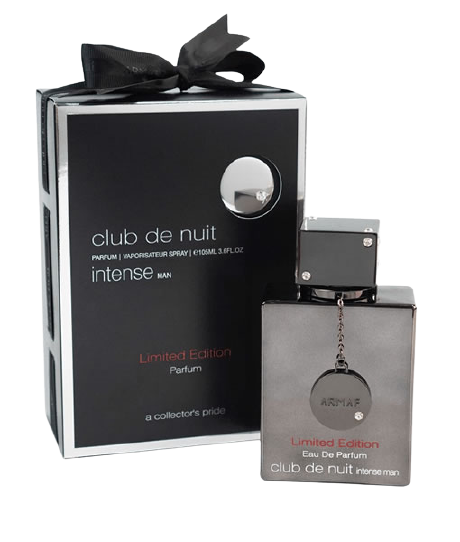 club de nuit
PARFUM | VAPORISATEUR SPRAY | ℮105ML 3.6FL.OZ
intense MAN
Limited Edition
Parfum
a collector's pride
ARMAF
Limited Edition
Eau De Parfum
club de nuit intense man